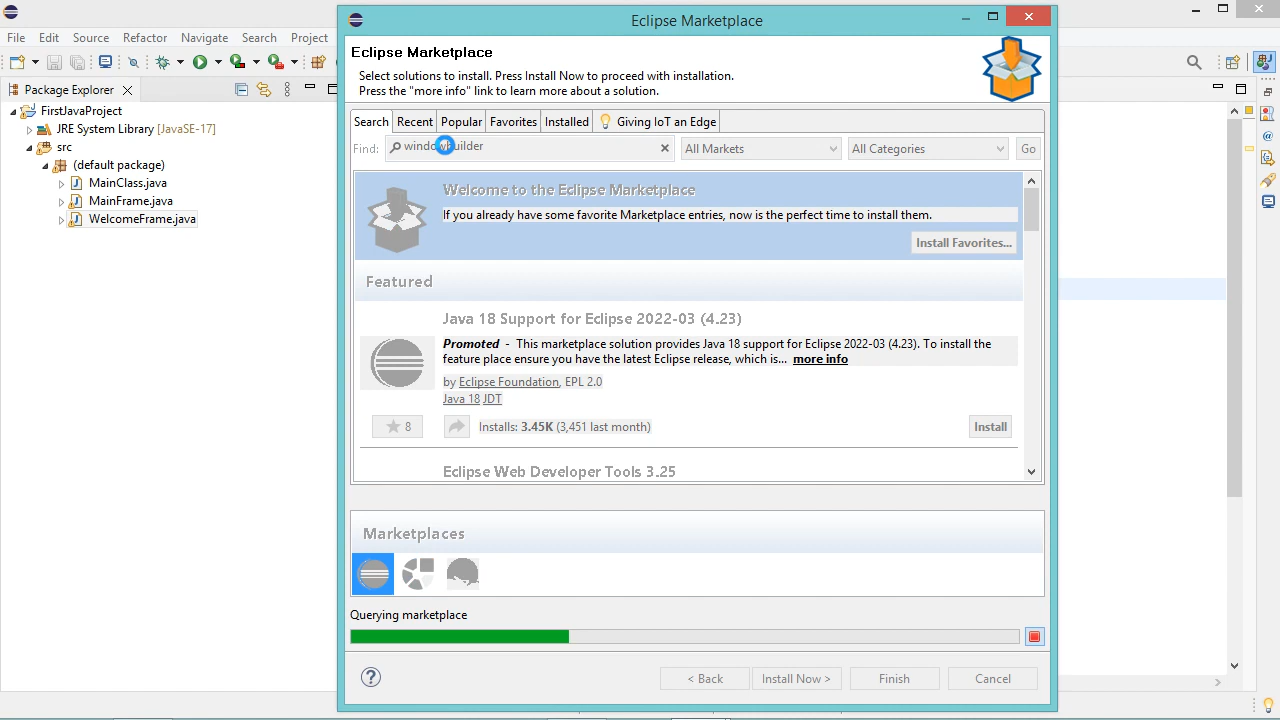 Eclipse Marketplace
File Edit Source Refactor Navigate Search Project
Package Explorer
FirstJavaProject
JRE System Library [JavaSE-17]
src
(default package)
MainClass.java
MainFrame.java
WelcomeFrame.java
Eclipse Marketplace
Select solutions to install. Press Install Now to proceed with installation.
Press the "more info" link to learn more about a solution.
Search Recent Popular Favorites Installed Giving IoT an Edge
Find: windowbuilder All Markets All Categories Go
Welcome to the Eclipse Marketplace
If you already have some favorite Marketplace entries, now is the perfect time to install them.
Install Favorites...
Featured
Java 18 Support for Eclipse 2022-03 (4.23)
Promoted - This marketplace solution provides Java 18 support for Eclipse 2022-03 (4.23). To install the
feature place ensure you have the latest Eclipse release, which is... more info
by Eclipse Foundation, EPL 2.0
Java 18 JDT
8 Installs: 3.45K (3,451 last month) Install
Eclipse Web Developer Tools 3.25
Marketplaces
Querying marketplace
< Back Install Now > Finish Cancel